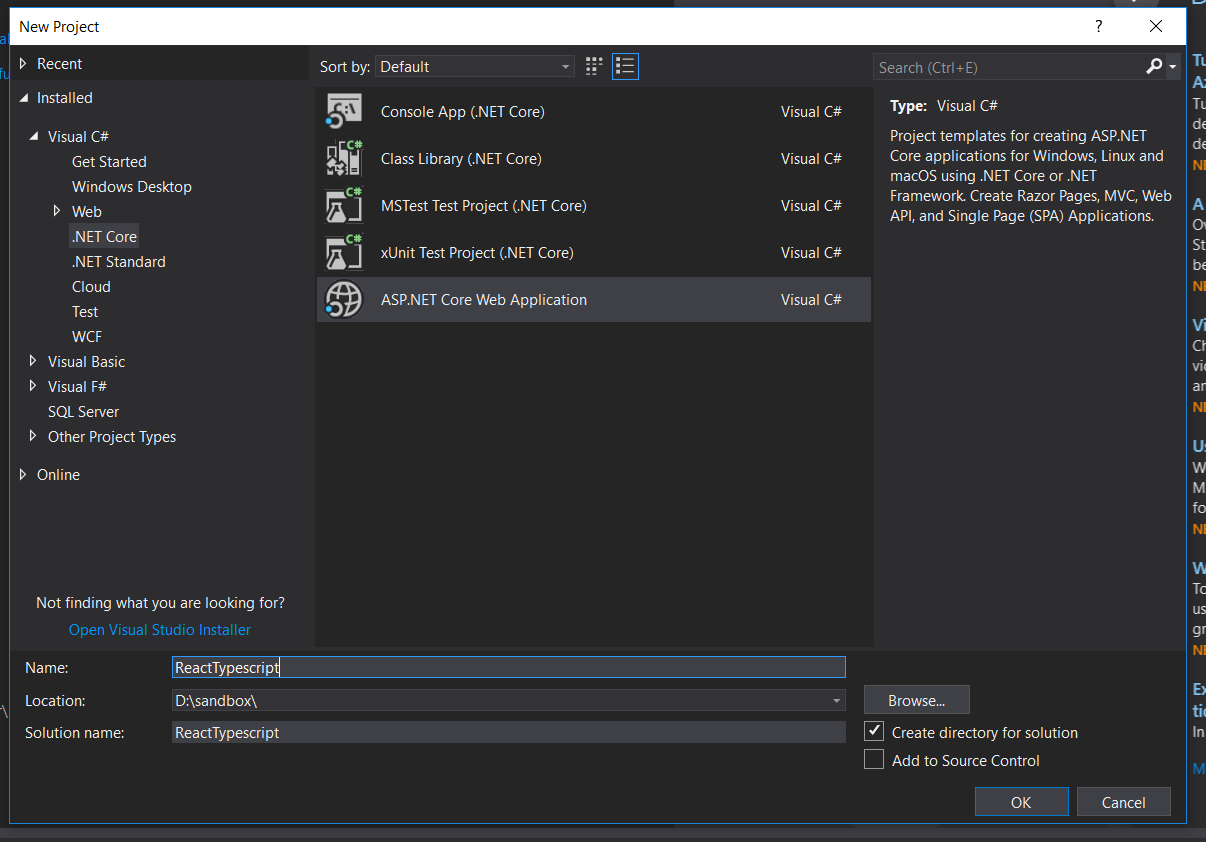 New Project
?
Recent
Installed
Visual C#
Get Started
Windows Desktop
Web
.NET Core
.NET Standard
Cloud
Test
WCF
Visual Basic
Visual F#
SQL Server
Other Project Types
Online
Not finding what you are looking for?
Open Visual Studio Installer
Sort by: Default
Console App (.NET Core) Visual C#
Class Library (.NET Core) Visual C#
MSTest Test Project (.NET Core) Visual C#
xUnit Test Project (.NET Core) Visual C#
ASP.NET Core Web Application Visual C#
Search (Ctrl+E)
Type: Visual C#
Project templates for creating ASP.NET
Core applications for Windows, Linux and
macOS using .NET Core or .NET
Framework. Create Razor Pages, MVC, Web
API, and Single Page (SPA) Applications.
Name: ReactTypescript
Location: D:\sandbox\
Browse...
Solution name: ReactTypescript
Create directory for solution
Add to Source Control
OK Cancel